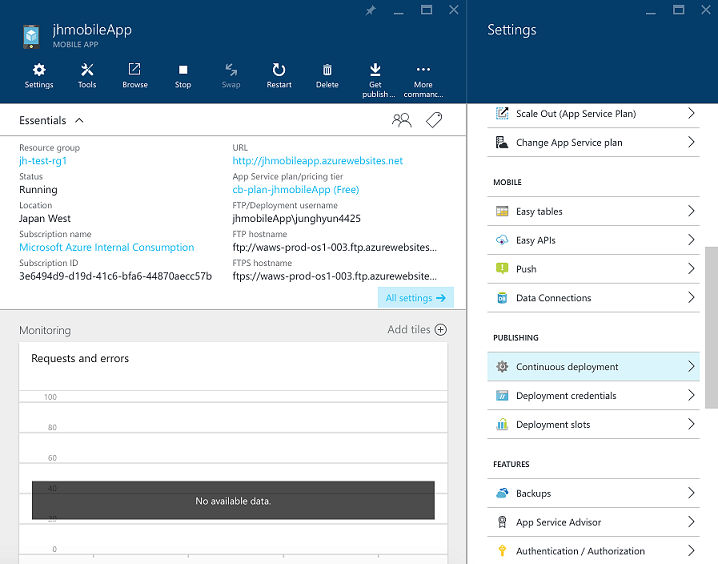 jhmobileApp
MOBILE APP
Settings
Tools
Browse
Stop
Swap
Restart
Delete
Get publish ...
More commanc...
Essentials
Resource group
jh-test-rg1
Status
Running
Location
Japan West
Subscription name
Microsoft Azure Internal Consumption
Subscription ID
3e6494d9-d19d-41c6-bfa6-44870aecc57b
URL
http://jhmobileapp.azurewebsites.net
App Service plan/pricing tier
cb-plan-jhmobileApp (Free)
FTP/Deployment username
jhmobileApp\junghyun4425
FTP hostname
ftp://waws-prod-os1-003.ftp.azurewebsites...
FTPS hostname
ftps://waws-prod-os1-003.ftp.azurewebsite...
All settings
Monitoring
Add tiles
Requests and errors
100
80
60
40
20
0
No available data.
Settings
Scale Out (App Service Plan)
Change App Service plan
MOBILE
Easy tables
Easy APIs
Push
Data Connections
PUBLISHING
Continuous deployment
Deployment credentials
Deployment slots
FEATURES
Backups
App Service Advisor
Authentication / Authorization